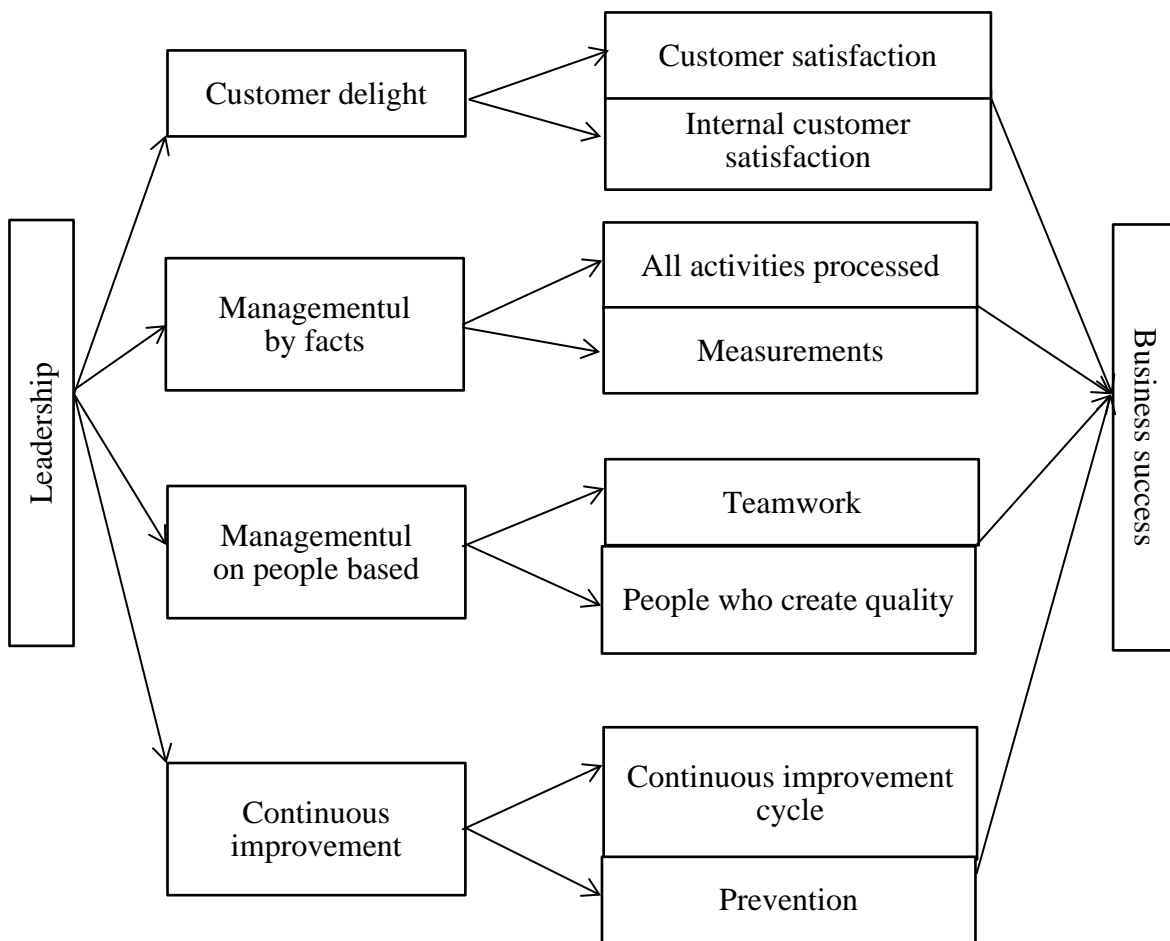 Leadership
Customer delight
Customer satisfaction
Internal customer
satisfaction
Managementul
by facts
All activities processed
Measurements
Managementul
on people based
Teamwork
People who create quality
Continuous
improvement
Continuous improvement
cycle
Prevention
Business success